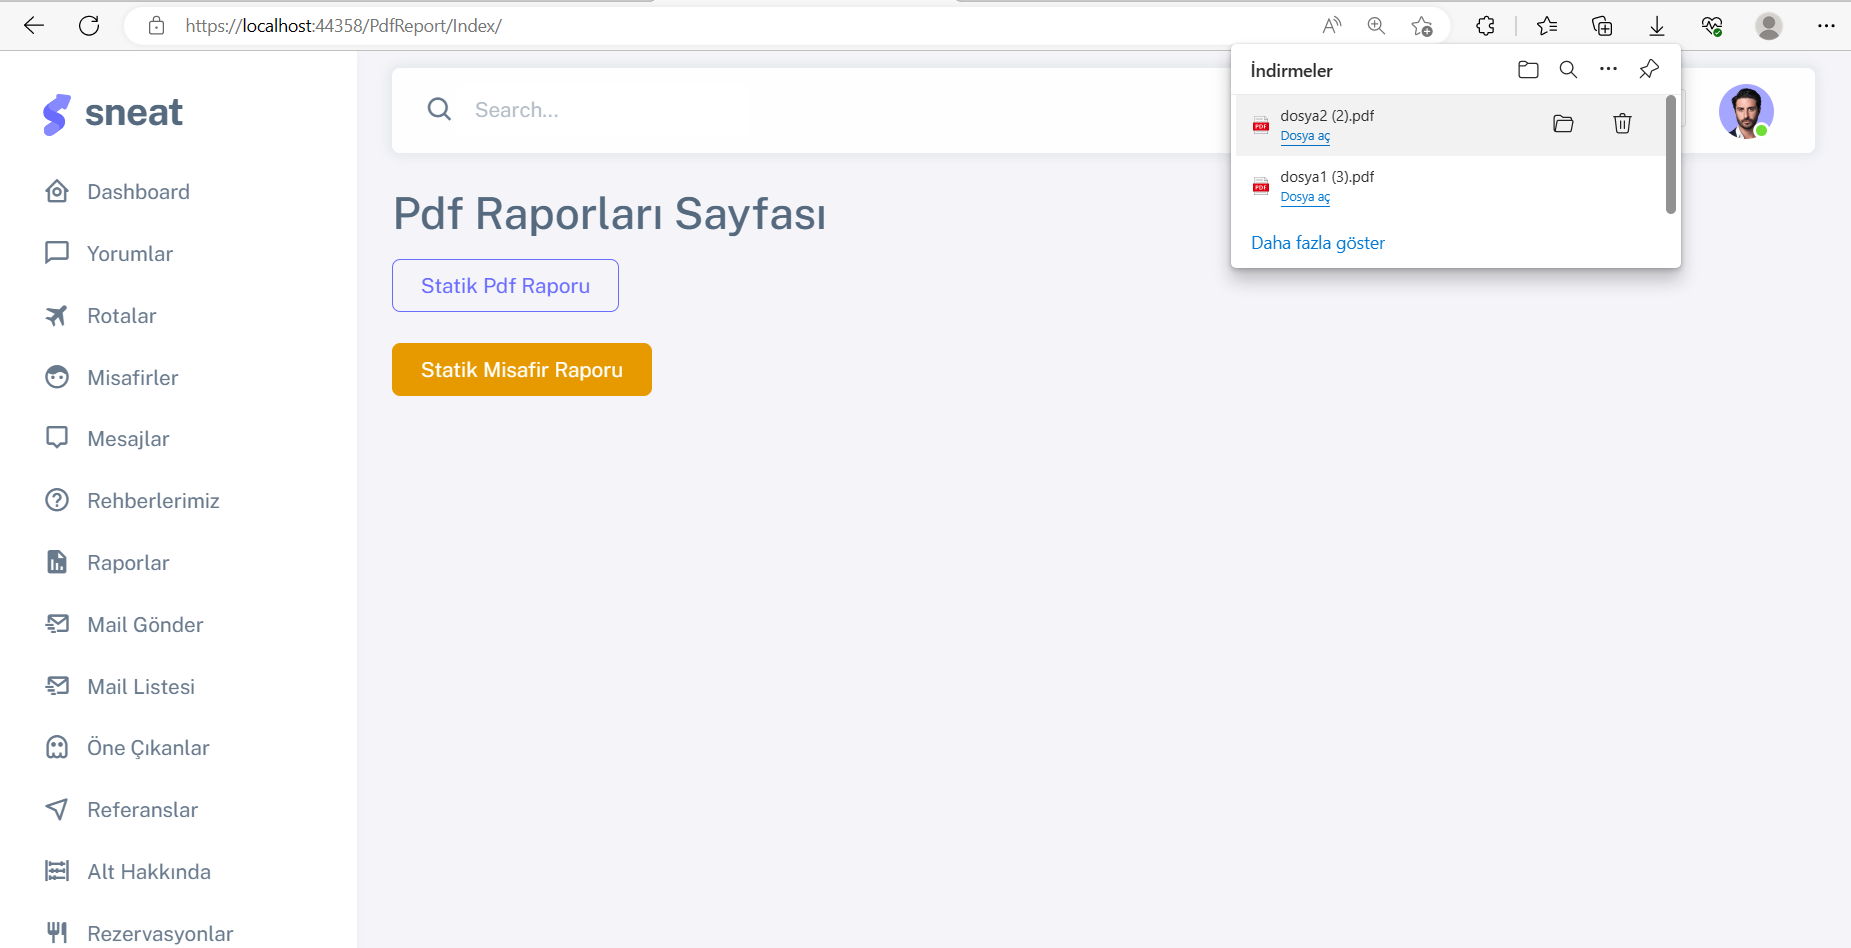 https://localhost:44358/PdfReport/Index/
sneat
Dashboard
Yorumlar
Rotalar
Misafirler
Mesajlar
Rehberlerimiz
Raporlar
Mail Gönder
Mail Listesi
Öne Çıkanlar
Referanslar
Alt Hakkında
Rezervasyonlar
Search...
Pdf Raporları Sayfası
Statik Pdf Raporu
Statik Misafir Raporu
İndirmeler
dosya2 (2).pdf
Dosya aç
dosya1 (3).pdf
Dosya aç
Daha fazla göster